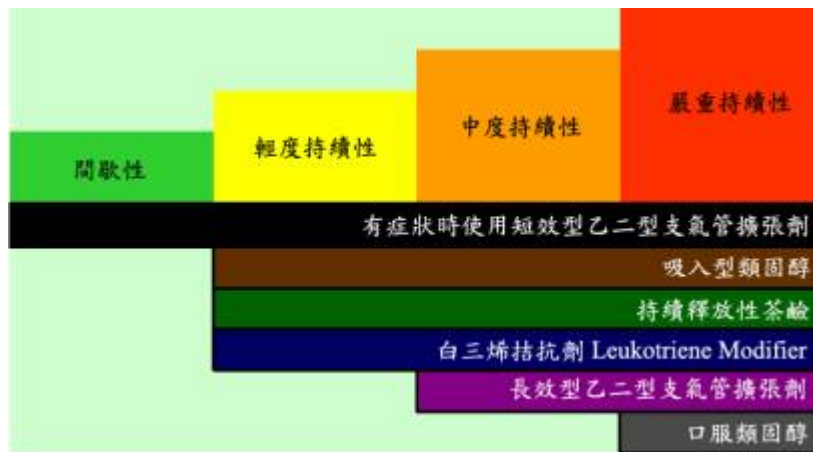 間歇性
輕度持續性
中度持續性
嚴重持續性
有症狀時使用短效型乙二型支氣管擴張劑
吸入型類固醇
持續釋放性茶鹼
白三烯拮抗劑 Leukotriene Modifier
長效型乙二型支氣管擴張劑
口服類固醇